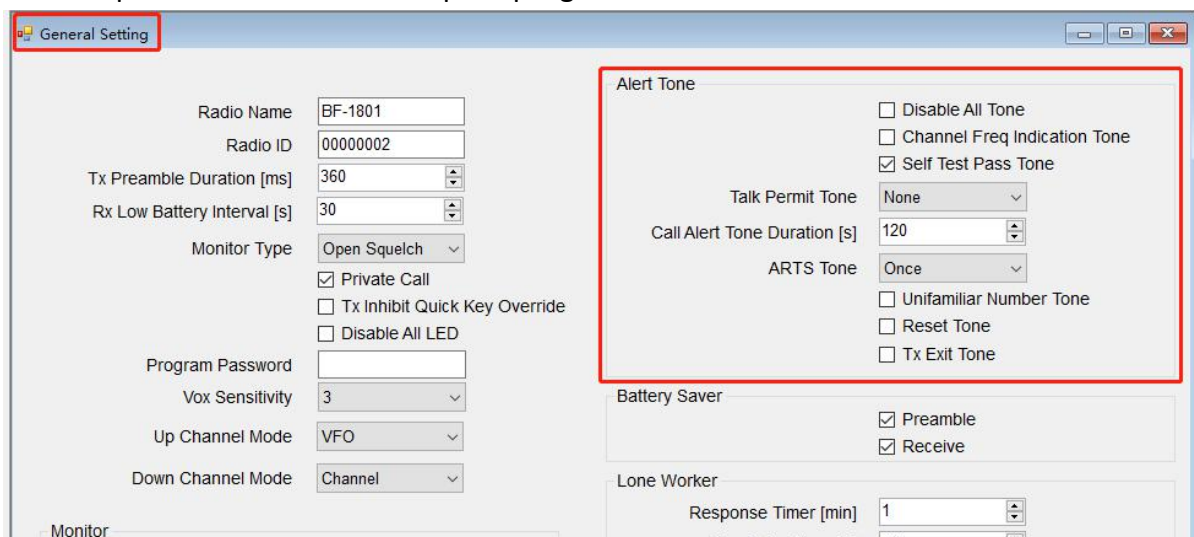 General Setting
Radio Name BF-1801
Radio ID 00000002
Tx Preamble Duration [ms] 360
Rx Low Battery Interval [s] 30
Monitor Type Open Squelch
Private Call
Tx Inhibit Quick Key Override
Disable All LED
Program Password
Vox Sensitivity 3
Up Channel Mode VFO
Down Channel Mode Channel
Monitor
Alert Tone
Disable All Tone
Channel Freq Indication Tone
Self Test Pass Tone
Talk Permit Tone None
Call Alert Tone Duration [s] 120
ARTS Tone Once
Unifamiliar Number Tone
Reset Tone
Tx Exit Tone
Battery Saver
Preamble
Receive
Lone Worker
Response Timer [min] 1